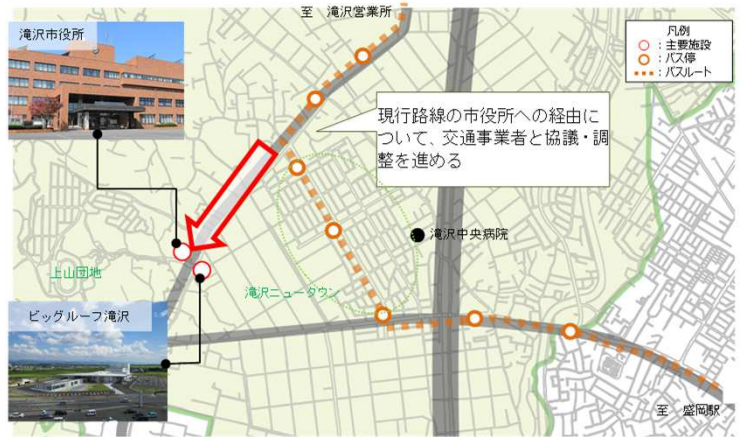 至　滝沢営業所
滝沢市役所
凡例
：主要施設
：バス停
：バスルート
現行路線の市役所への経由に
ついて、交通事業者と協議・調
整を進める
滝沢中央病院
上山団地
滝沢ニュータウン
ビッグルーフ滝沢
至　盛岡駅